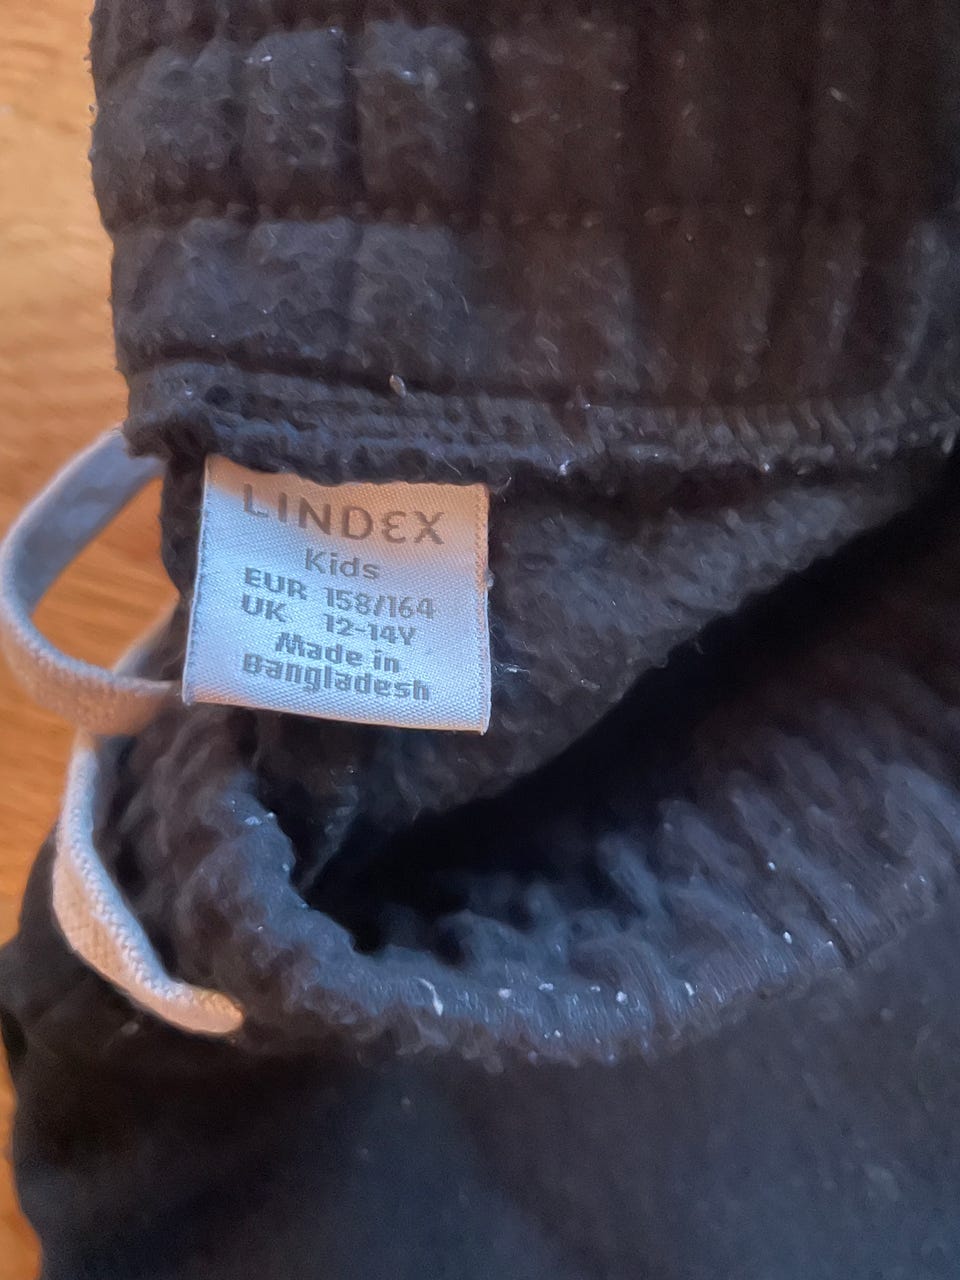 LINDEX
Kids
EUR 158/164
UK 12-14Y
Made in
Bangladesh